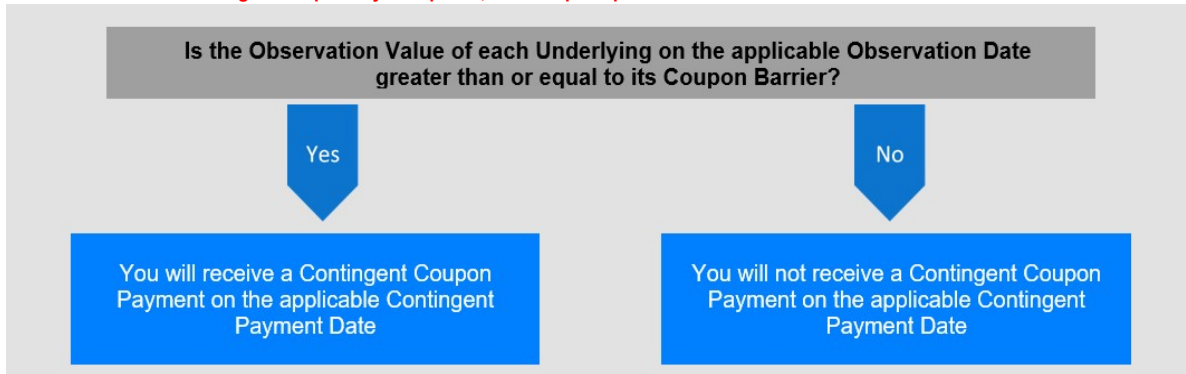 Is the Observation Value of each Underlying on the applicable Observation Date
greater than or equal to its Coupon Barrier?
Yes
No
You will receive a Contingent Coupon
Payment on the applicable Contingent
Payment Date
You will not receive a Contingent Coupon
Payment on the applicable Contingent
Payment Date